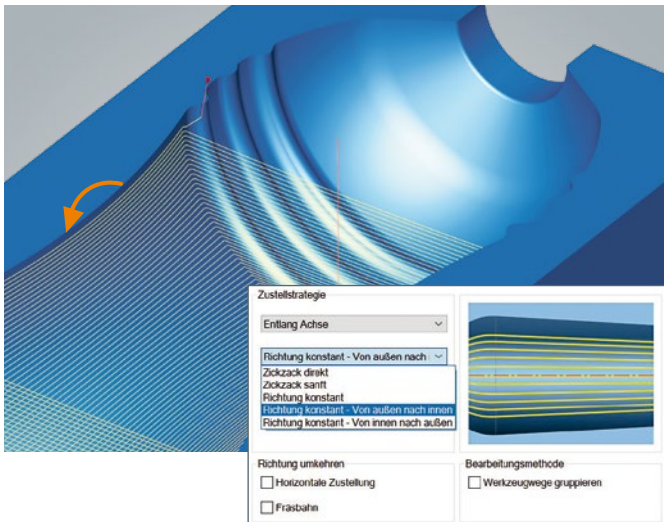 Zustellstrategie
Entlang Achse
Richtung konstant - Von außen nach
Zickzack direkt
Zickzack sanft
Richtung konstant
Richtung konstant - Von außen nach innen
Richtung konstant - Von innen nach außen
Richtung umkehren
Horizontale Zustellung
Fräsbahn
Bearbeitungsmethode
Werkzeugwege gruppieren